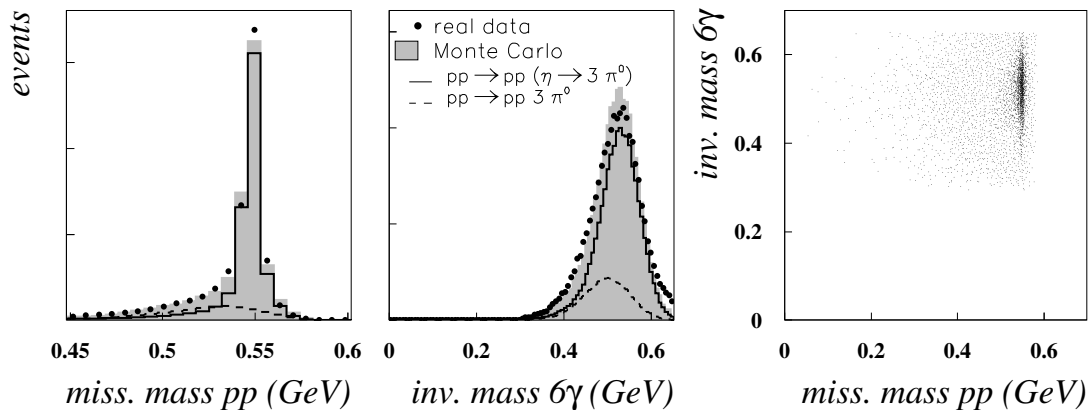 events
0.45 0.5 0.55 0.6
miss. mass pp (GeV)
real data
Monte Carlo
pp → pp (η → 3 π⁰)
pp → pp 3 π⁰
0 0.2 0.4 0.6
inv. mass 6γ (GeV)
inv. mass 6γ
0.6
0.4
0.2
0
0 0.2 0.4 0.6
miss. mass pp (GeV)